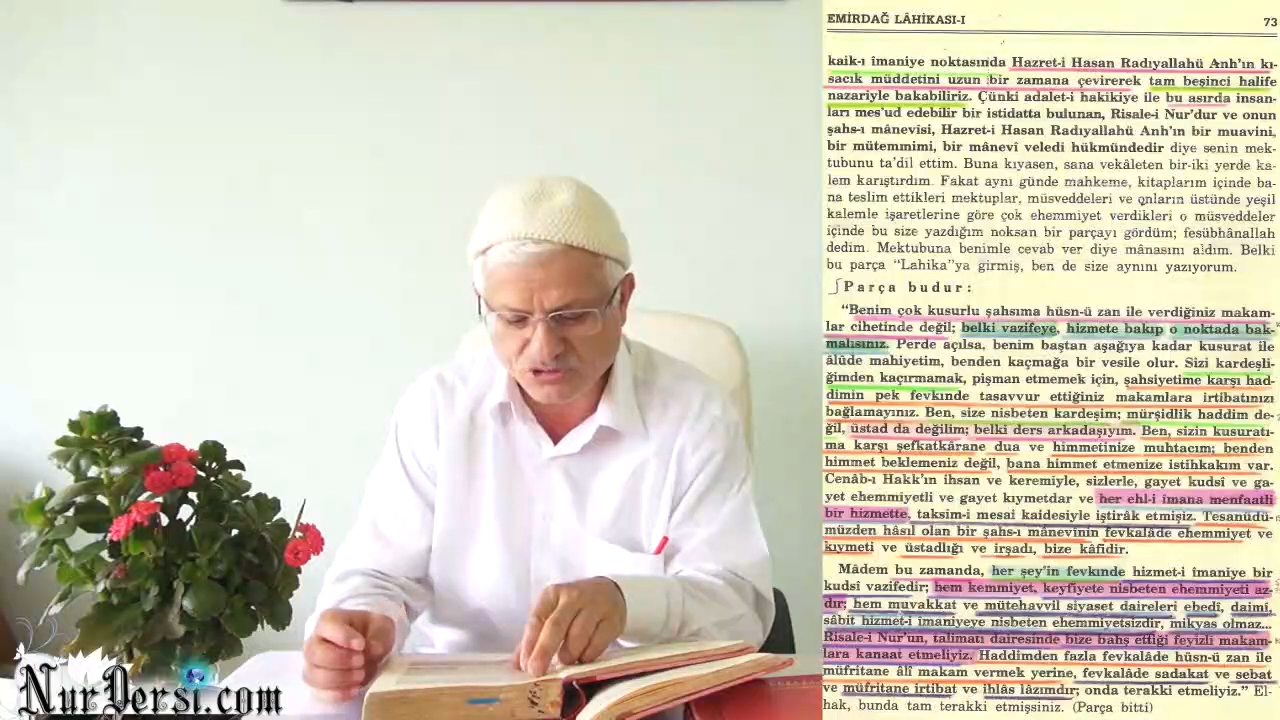 EMİRDAĞ LÂHİKASI-I 73
kaik-ı îmaniye noktasında Hazret-i Hasan Radıyallahü Anh'ın kı-
sacık müddetini uzun bir zamana çevirerek tam beşinci halife
nazariyle bakabiliriz. Çünki adalet-i hakikiye ile bu asırda insan-
ları mes'ud edebilir bir istidatta bulunan, Risale-i Nur'dur ve onun
şahs-ı mânevîsi, Hazret-i Hasan Radıyallahü Anh'ın bir muavini,
bir mütemmimi, bir mânevî veledi hükmündedir diye senin mek-
tubunu ta'dil ettim. Buna kıyasen, sana vekâleten bir-iki yerde ka-
lem karıştırdım. Fakat aynı günde mahkeme, kitaplarım içinde ba-
na teslim ettikleri mektuplar, müsveddeleri ve onların üstünde yeşil
kalemle işaretlerine göre çok ehemmiyet verdikleri o müsveddeler
içinde bu size yazdığım noksan bir parçayı gördüm; fesübhânallah
dedim. Mektubuna benimle cevab ver diye mânasını aldım. Belki
bu parça "Lahika"ya girmiş, ben de size aynını yazıyorum.
Parça budur:
"Benim çok kusurlu şahsıma hüsn-ü zan ile verdiğiniz makam-
lar cihetinde değil; belki vazifeye, hizmete bakıp o noktada bak-
malısınız. Perde açılsa, benim baştan aşağıya kadar kusurat ile
âlûde mahiyetim, benden kaçmağa bir vesile olur. Sizi kardeşli-
ğimden kaçırmamak, pişman etmemek için, şahsiyetime karşı had-
dimin pek fevkınde tasavvur ettiğiniz makamlara irtibatınızı
bağlamayınız. Ben, size nisbeten kardeşim; mürşidlik haddim de-
ğil, üstad da değilim; belki ders arkadaşıyım. Ben, sizin kusuratı-
ma karşı şefkatkârane dua ve himmetinize muhtacım; benden
himmet beklemeniz değil, bana himmet etmenize istihkakım var.
Cenâb-ı Hakk'ın ihsan ve keremiyle, sizlerle, gayet kudsî ve ga-
yet ehemmiyetli ve gayet kıymetdar ve her ehl-i îmana menfaatli
bir hizmette, taksim-i mesai kaidesiyle iştirâk etmişiz. Tesanüdü-
müzden hâsıl olan bir şahs-ı mânevînin fevkalâde ehemmiyet ve
kıymeti ve üstadlığı ve irşadı, bize kâfidir.
Mâdem bu zamanda, her şey'in fevkınde hizmet-i îmaniye bir
kudsî vazifedir; hem kemmiyet, keyfiyete nisbeten ehemmiyeti az-
dır; hem muvakkat ve mütehavvil siyaset daireleri ebedî, daimî,
sâbit hizmet-i îmaniyeye nisbeten ehemmiyetsizdir, mikyas olmaz...
Risale-i Nur'un, talimatı dairesinde bize bahş ettiği feyizli makam-
lara kanaat etmeliyiz. Haddimden fazla fevkalâde hüsn-ü zan ile
müfritane âlî makam vermek yerine, fevkalâde sadakat ve sebat
ve müfritane irtibat ve ihlâs lâzımdır; onda terakki etmeliyiz." El-
hak, bunda tam terakki etmişsiniz. (Parça bitti)
NurDersi.com